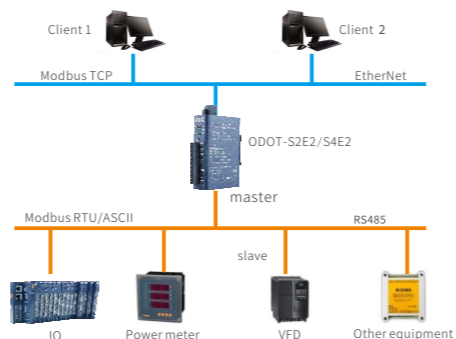 Client 1
Client 2
Modbus TCP
EtherNet
ODOT-S2E2/S4E2
master
Modbus RTU/ASCII
RS485
slave
IO
Power meter
VFD
Other equipment